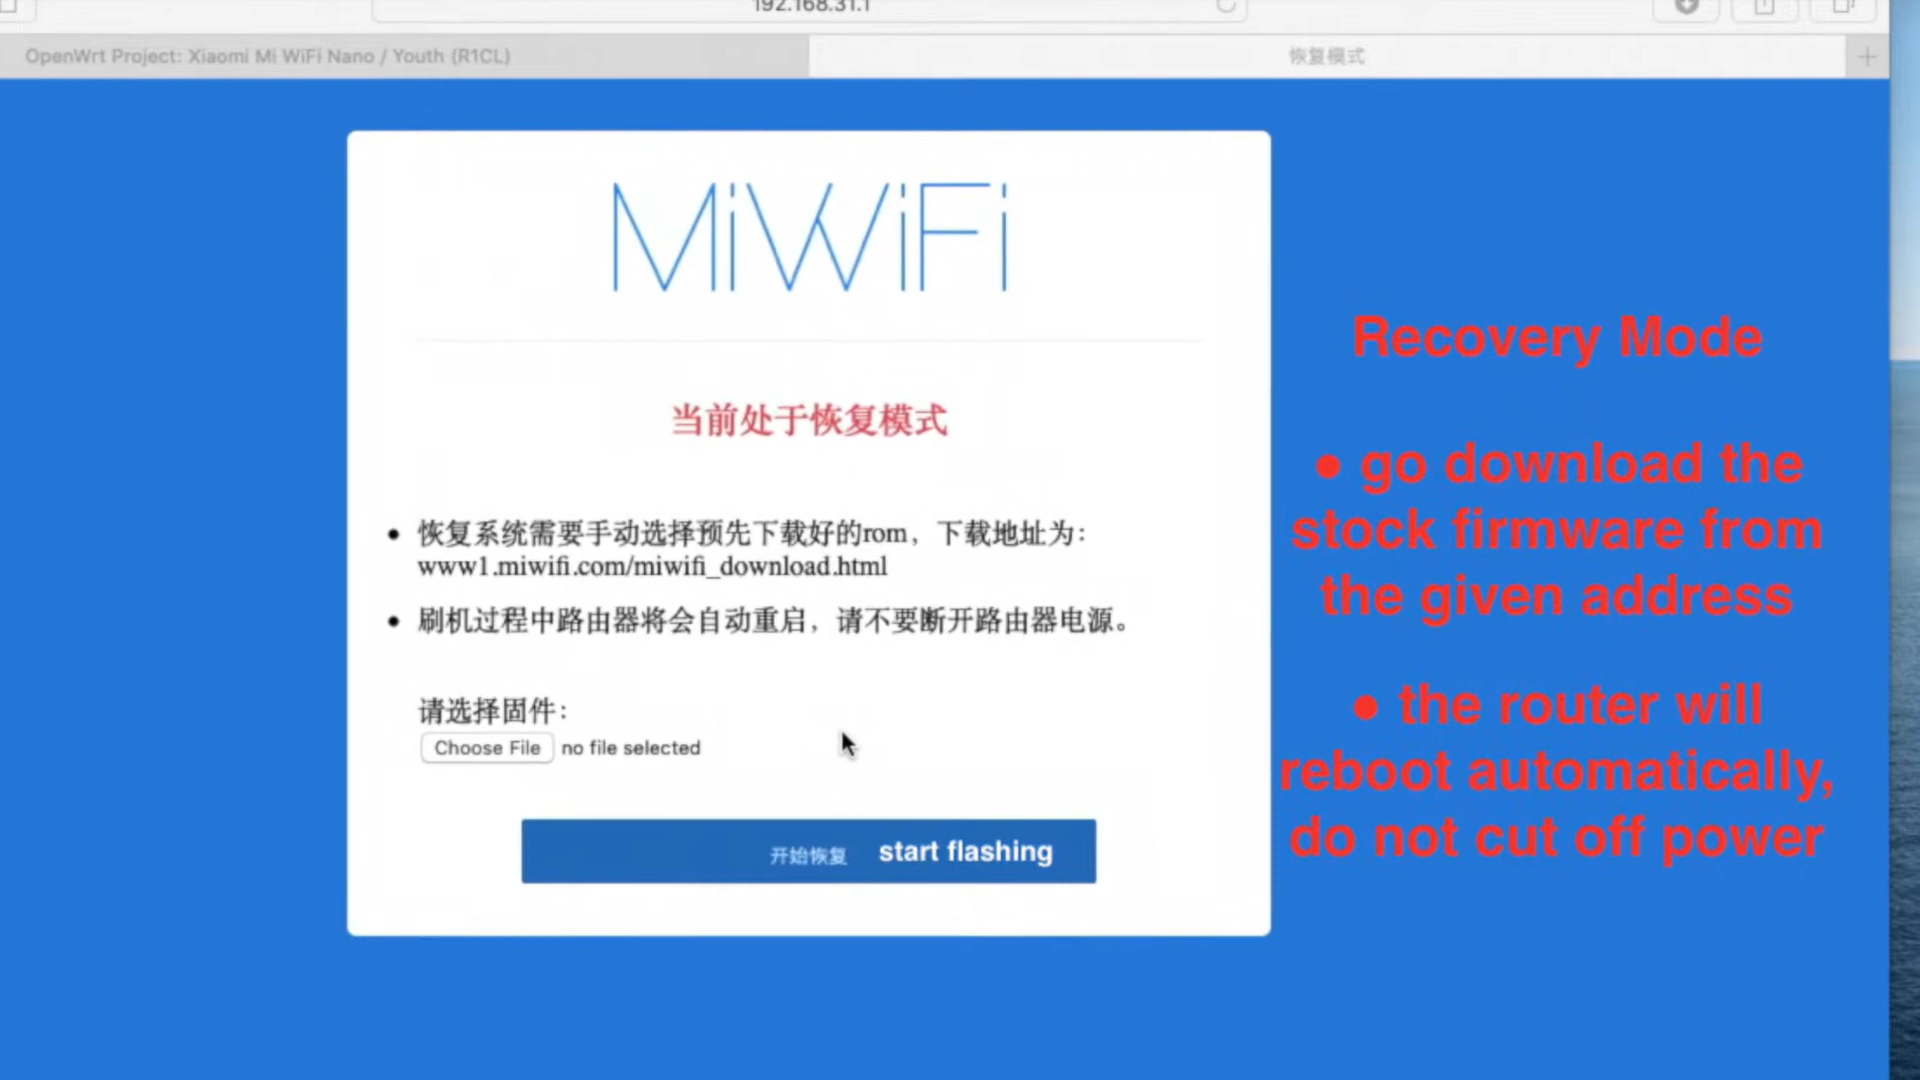 192.168.31.1
OpenWrt Project: Xiaomi Mi WiFi Nano / Youth (R1CL)
恢复模式
MiWiFi
当前处于恢复模式
恢复系统需要手动选择预先下载好的rom，下载地址为：
www1.miwifi.com/miwifi_download.html
刷机过程中路由器将会自动重启，请不要断开路由器电源。
请选择固件：
Choose File no file selected
开始恢复 start flashing
Recovery Mode
• go download the
stock firmware from
the given address
• the router will
reboot automatically,
do not cut off power